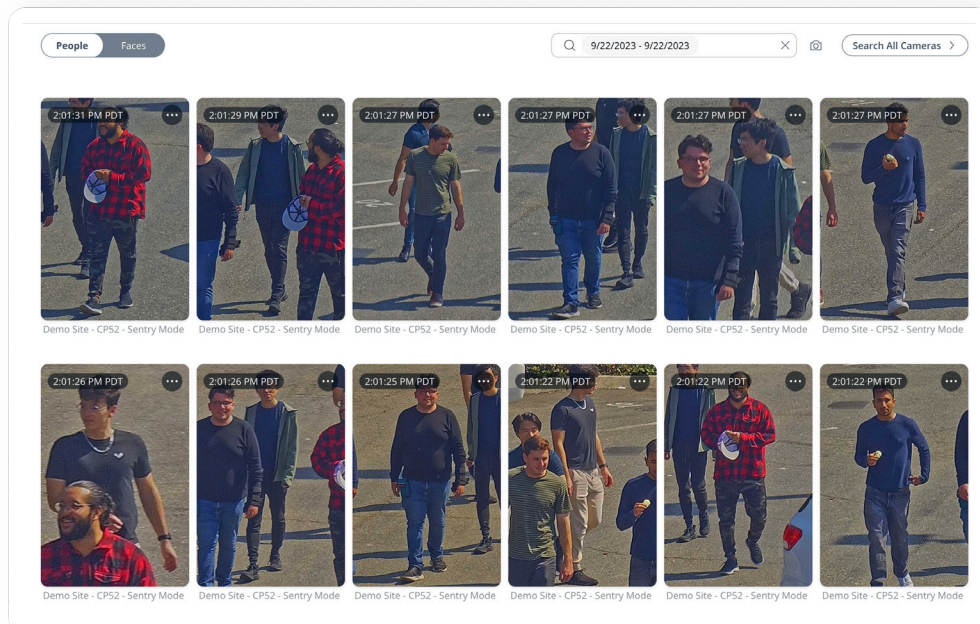 People Faces
9/22/2023 - 9/22/2023
Search All Cameras
2:01:31 PM PDT
2:01:29 PM PDT
2:01:27 PM PDT
2:01:27 PM PDT
2:01:27 PM PDT
2:01:27 PM PDT
Demo Site - CP52 - Sentry Mode
Demo Site - CP52 - Sentry Mode
Demo Site - CP52 - Sentry Mode
Demo Site - CP52 - Sentry Mode
Demo Site - CP52 - Sentry Mode
Demo Site - CP52 - Sentry Mode
2:01:26 PM PDT
2:01:26 PM PDT
2:01:25 PM PDT
2:01:22 PM PDT
2:01:22 PM PDT
2:01:22 PM PDT
Demo Site - CP52 - Sentry Mode
Demo Site - CP52 - Sentry Mode
Demo Site - CP52 - Sentry Mode
Demo Site - CP52 - Sentry Mode
Demo Site - CP52 - Sentry Mode
Demo Site - CP52 - Sentry Mode